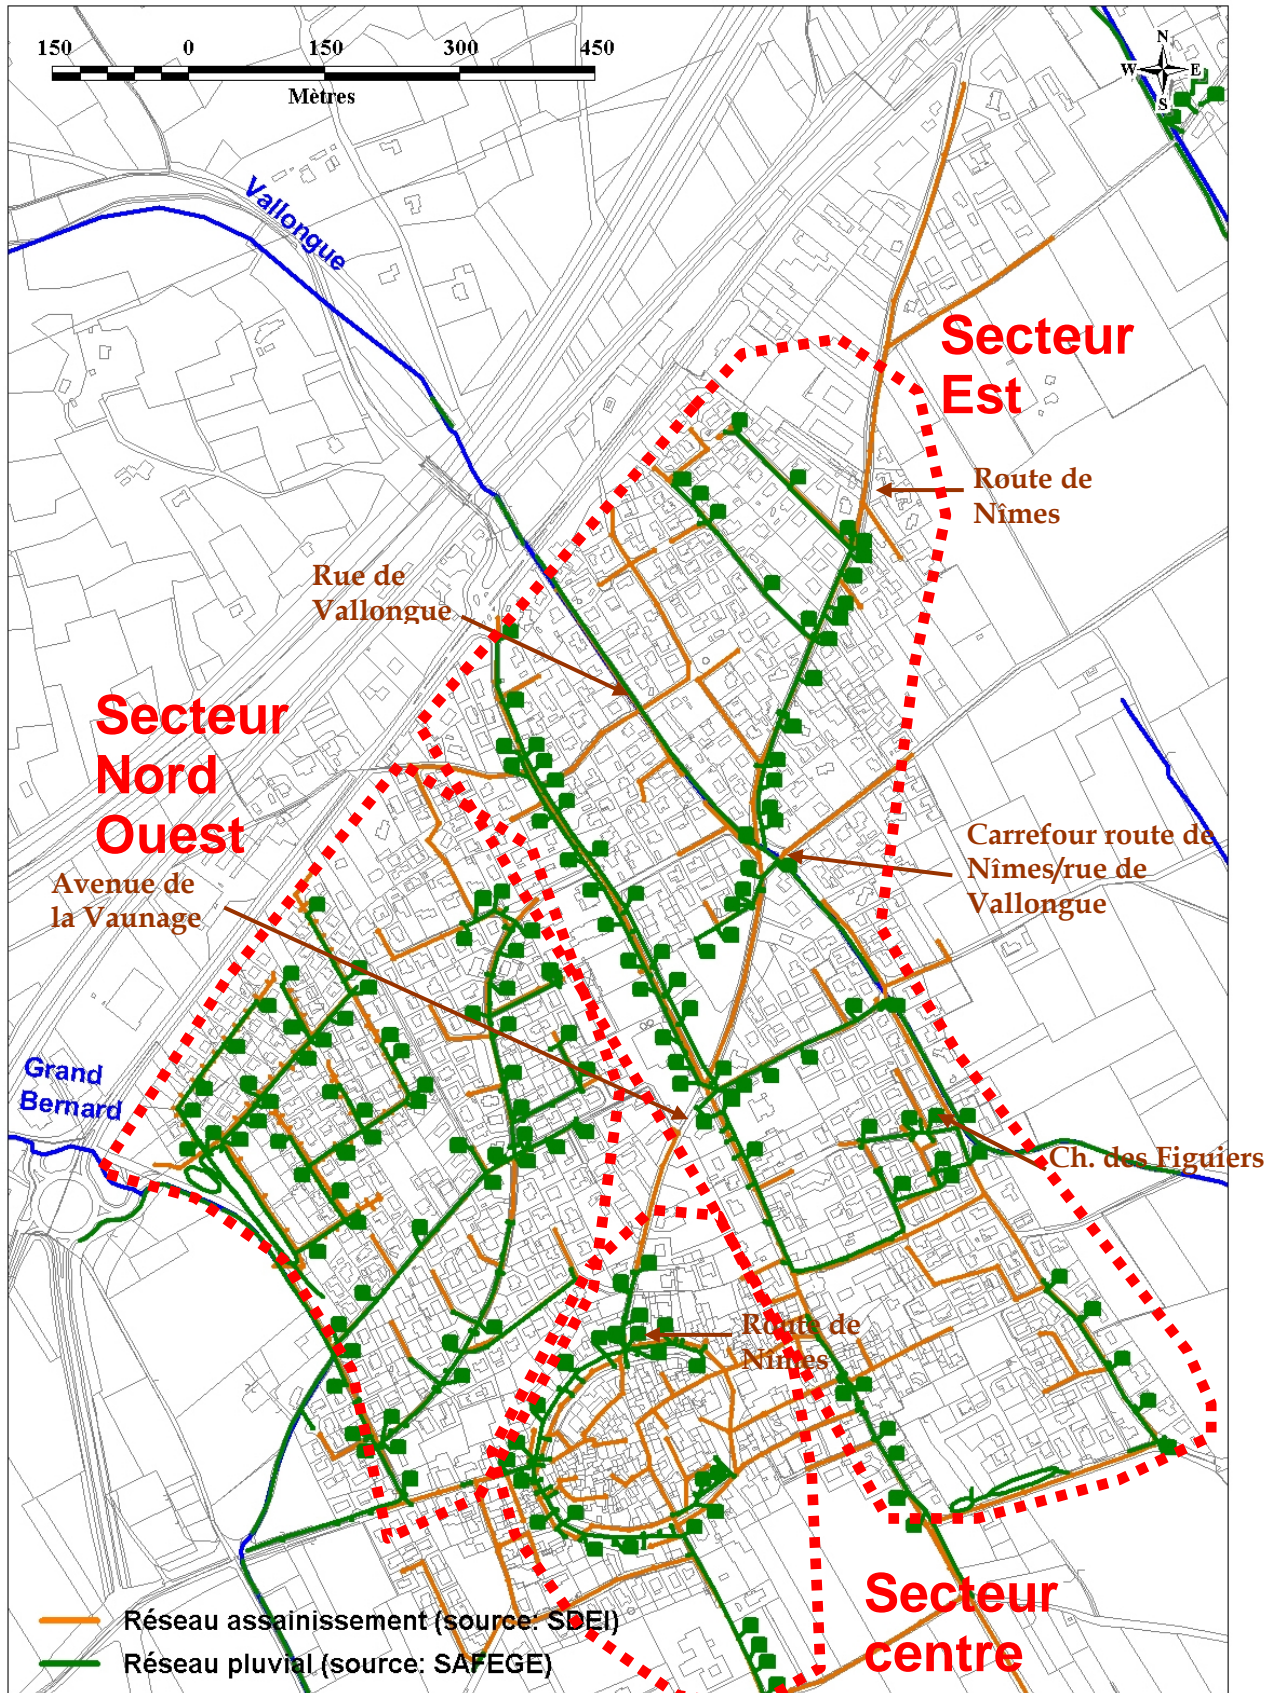 150 0 150 300 450
Mètres
N
W E
S
Vallongue
Secteur
Est
Route de
Nîmes
Rue de
Vallongue
Secteur
Nord
Ouest
Carrefour route de
Nîmes/rue de
Vallongue
Avenue de
la Vaunage
Grand
Bernard
Ch. des Figuiers
Route de
Nîmes
Secteur
centre
Réseau assainissement (source: SDEI)
Réseau pluvial (source: SAFEGE)